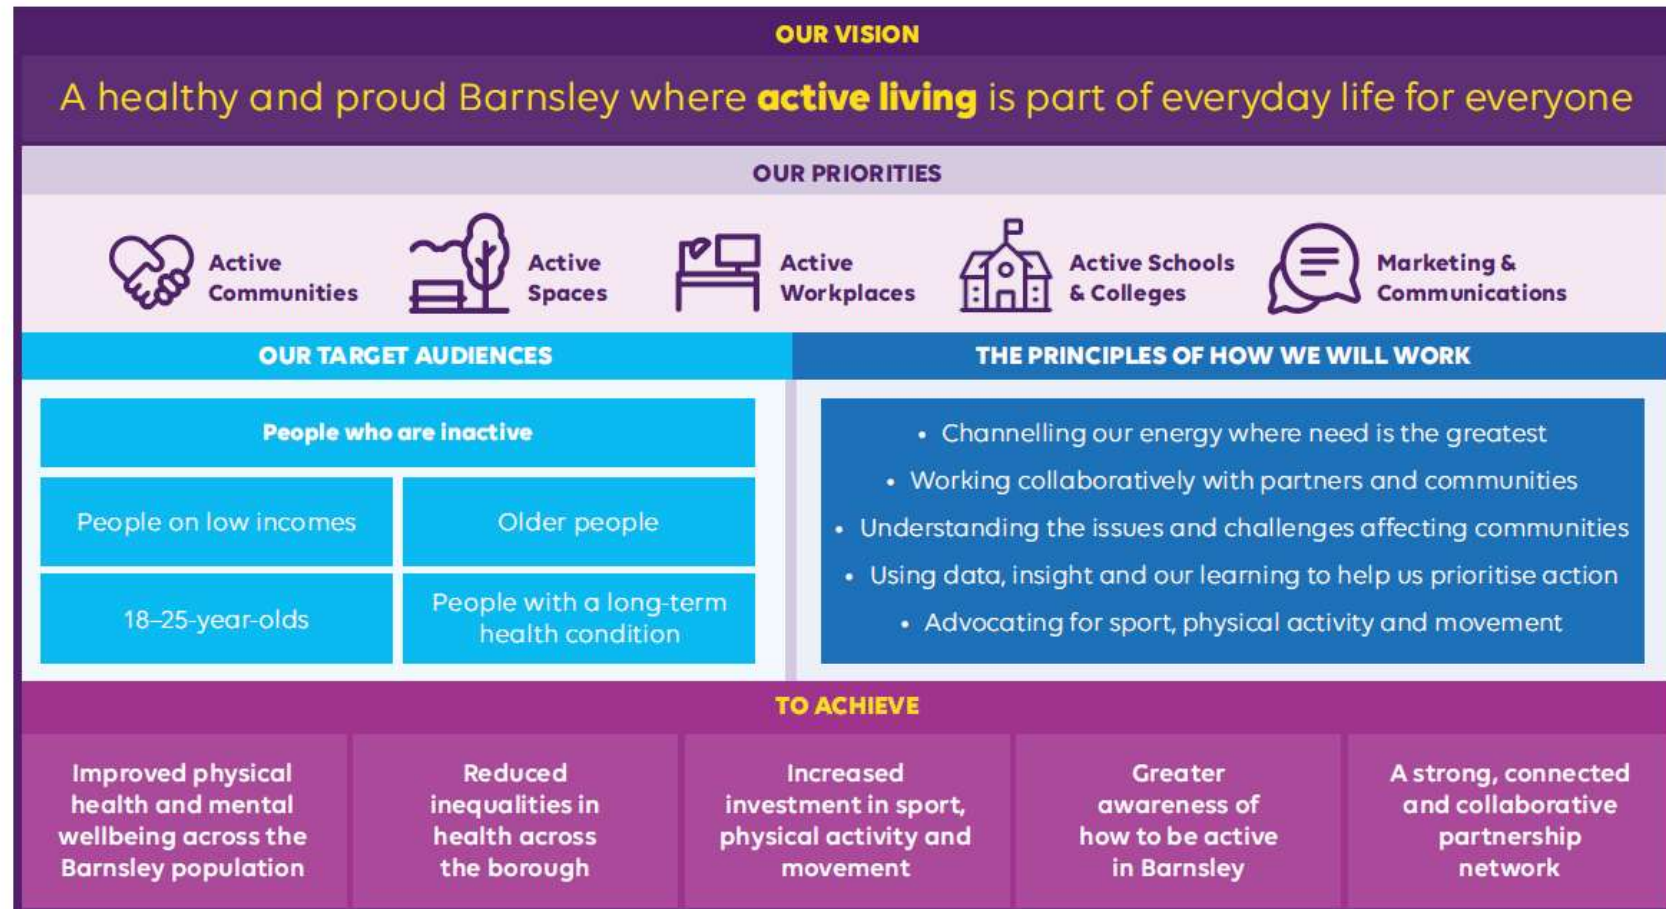 OUR VISION
A healthy and proud Barnsley where active living is part of everyday life for everyone
OUR PRIORITIES
Active
Communities
Active
Spaces
Active
Workplaces
Active Schools
& Colleges
Marketing &
Communications
OUR TARGET AUDIENCES
People who are inactive
People on low incomes
Older people
18–25-year-olds
People with a long-term
health condition
THE PRINCIPLES OF HOW WE WILL WORK
• Channelling our energy where need is the greatest
• Working collaboratively with partners and communities
• Understanding the issues and challenges affecting communities
• Using data, insight and our learning to help us prioritise action
• Advocating for sport, physical activity and movement
TO ACHIEVE
Improved physical
health and mental
wellbeing across the
Barnsley population
Reduced
inequalities in
health across
the borough
Increased
investment in sport,
physical activity and
movement
Greater
awareness of
how to be active
in Barnsley
A strong, connected
and collaborative
partnership
network